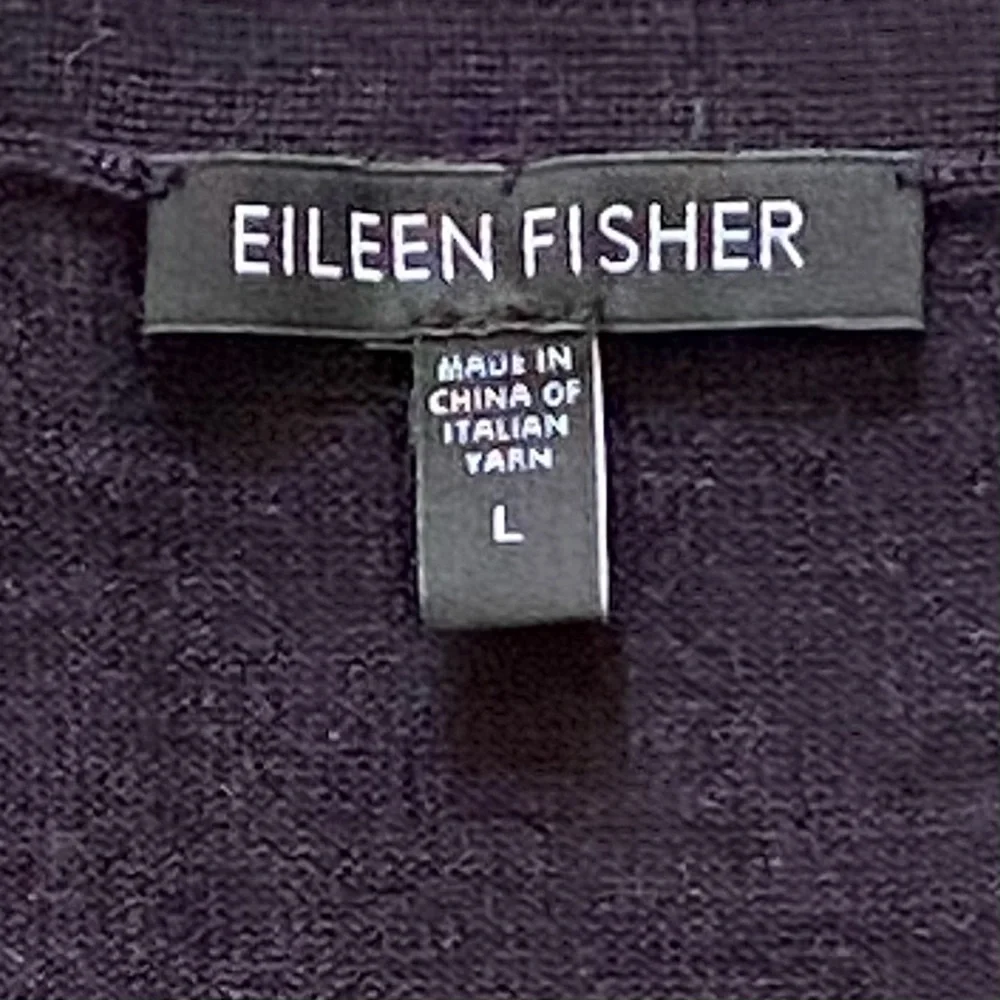 EILEEN FISHER
MADE IN
CHINA OF
ITALIAN
YARN
L